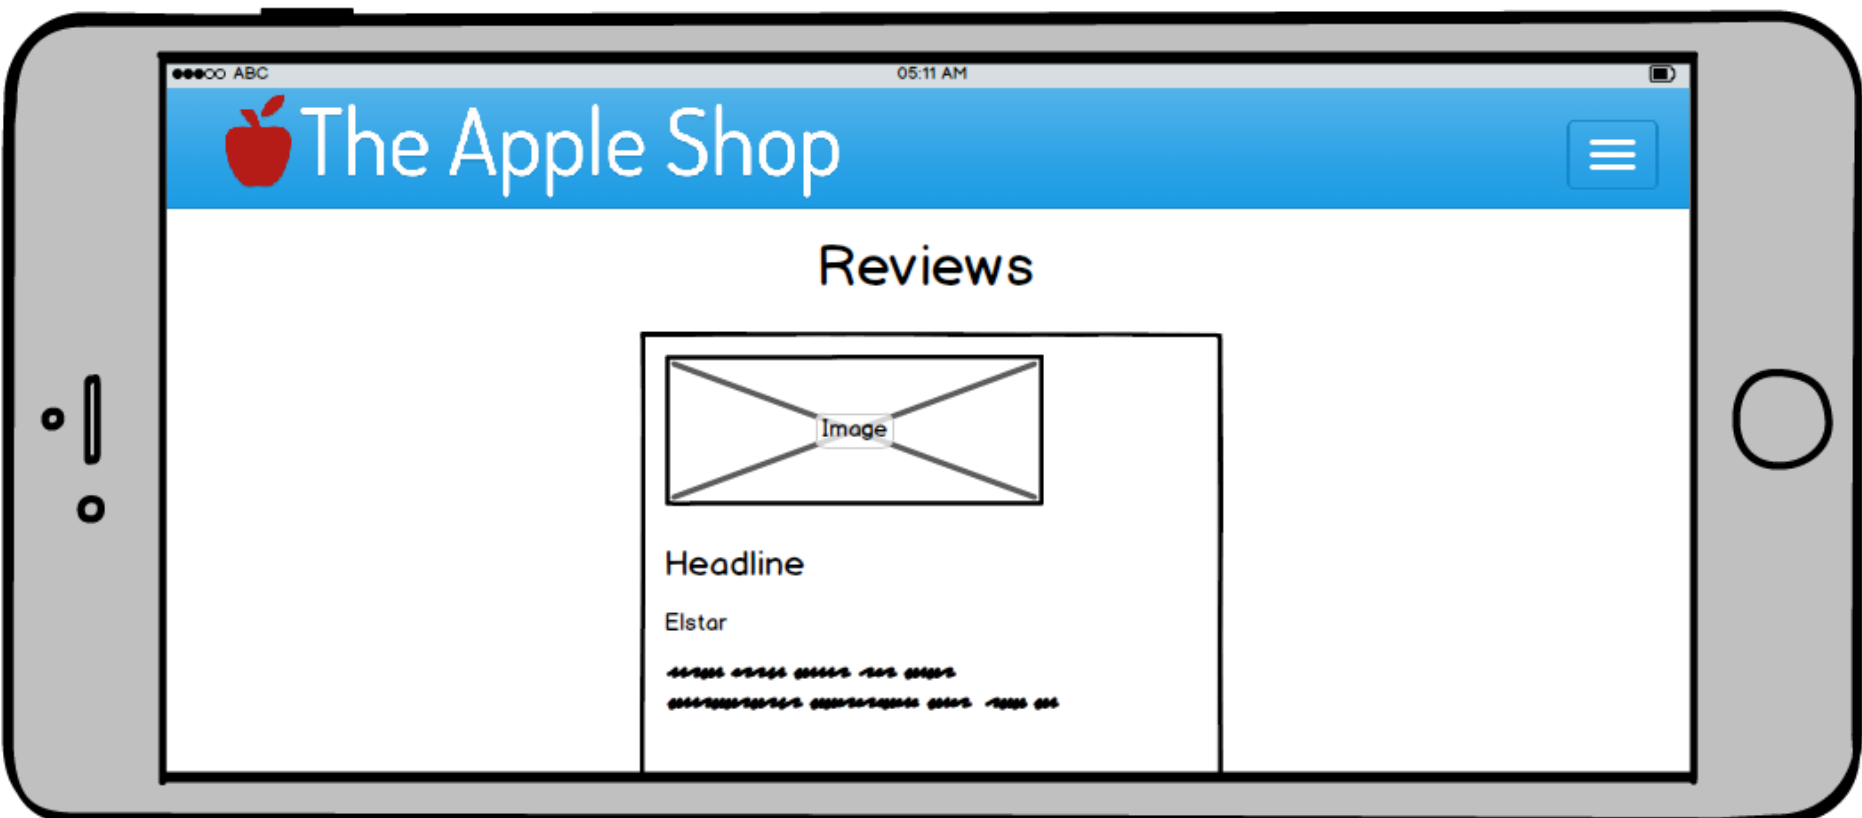 ABC 05:11 AM
The Apple Shop
Reviews
Image
Headline
Elstar